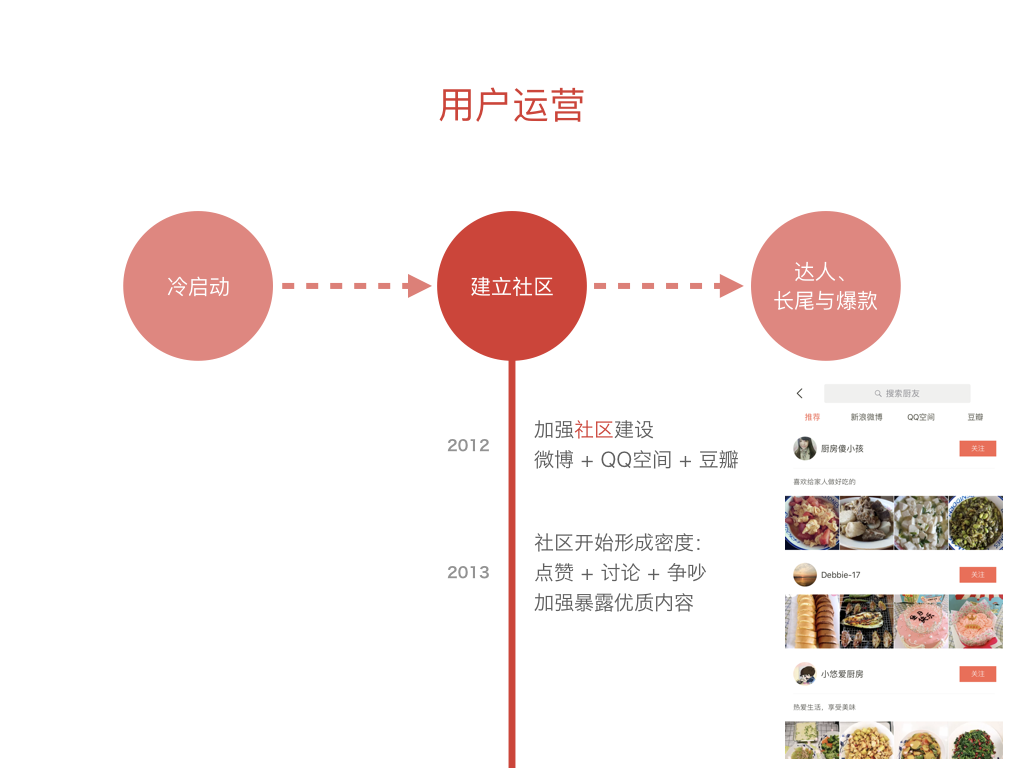 用户运营
冷启动
建立社区
达人、
长尾与爆款
2012
加强社区建设
微博 + QQ空间 + 豆瓣
2013
社区开始形成密度：
点赞 + 讨论 + 争吵
加强暴露优质内容
搜索厨友
推荐 新浪微博 QQ空间 豆瓣
厨房傻小孩 关注
喜欢给家人做好吃的
Debbie-17 关注
小悠爱厨房 关注
热爱生活，享受美味